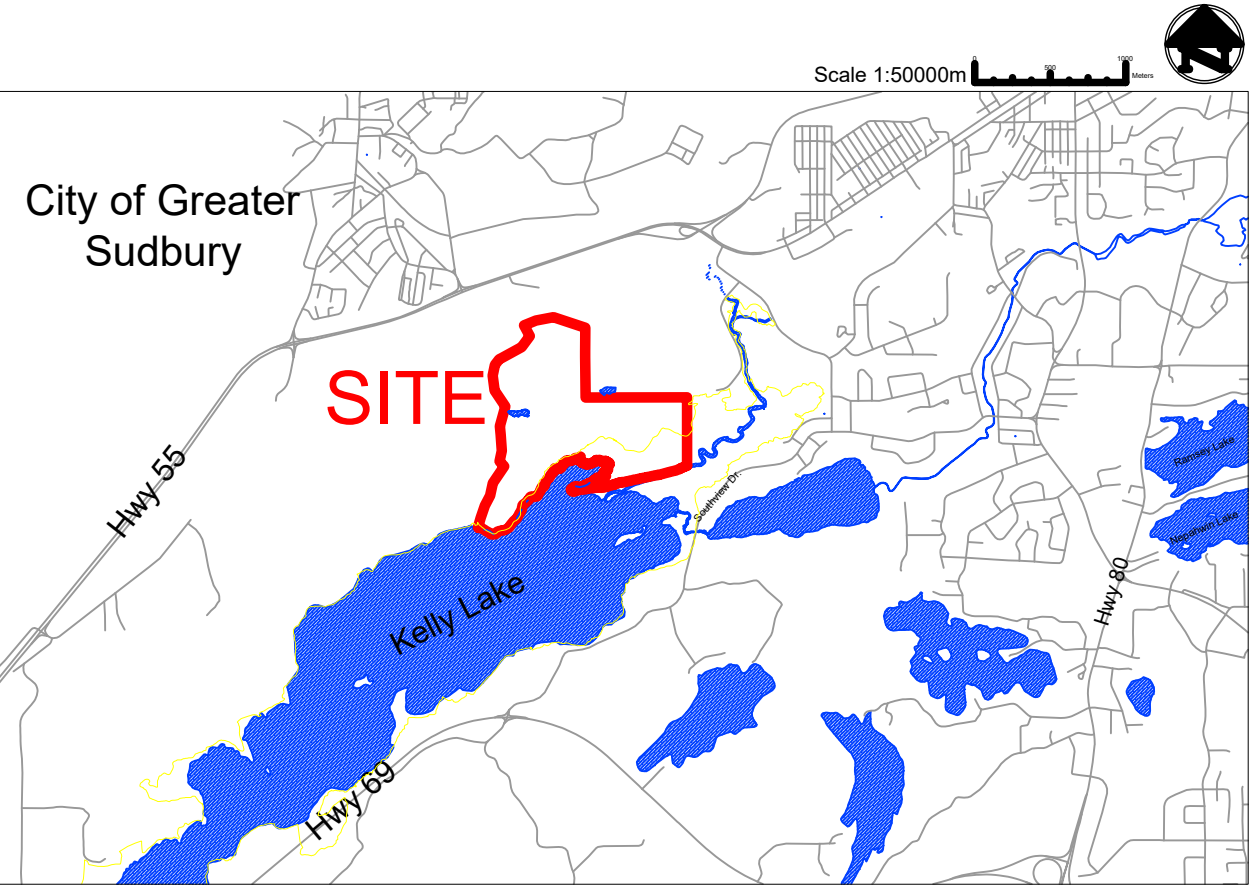 Scale 1:50000m
0
500
1000
Meters
N
City of Greater
Sudbury
SITE
Hwy 55
Southview Dr.
Ramsey Lake
Nepahwin Lake
Kelly Lake
Hwy 80
Hwy 69